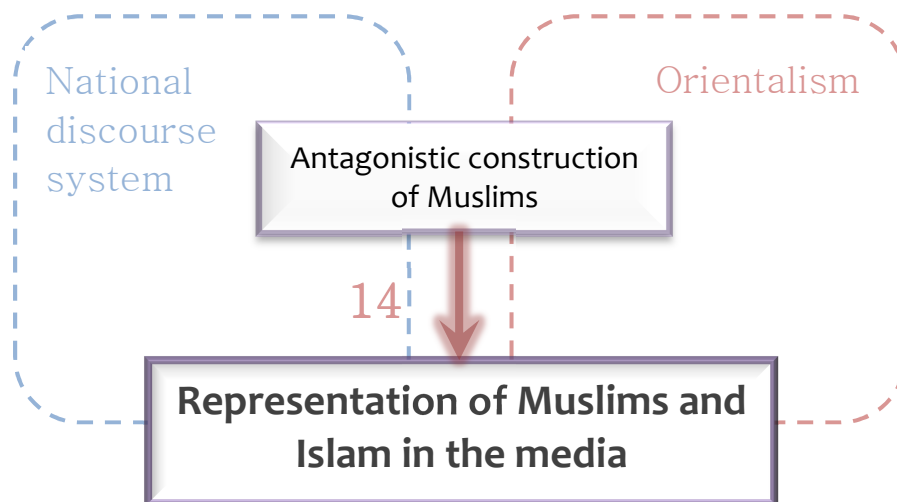 National
discourse
system
Orientalism
Antagonistic construction
of Muslims
14
Representation of Muslims and
Islam in the media